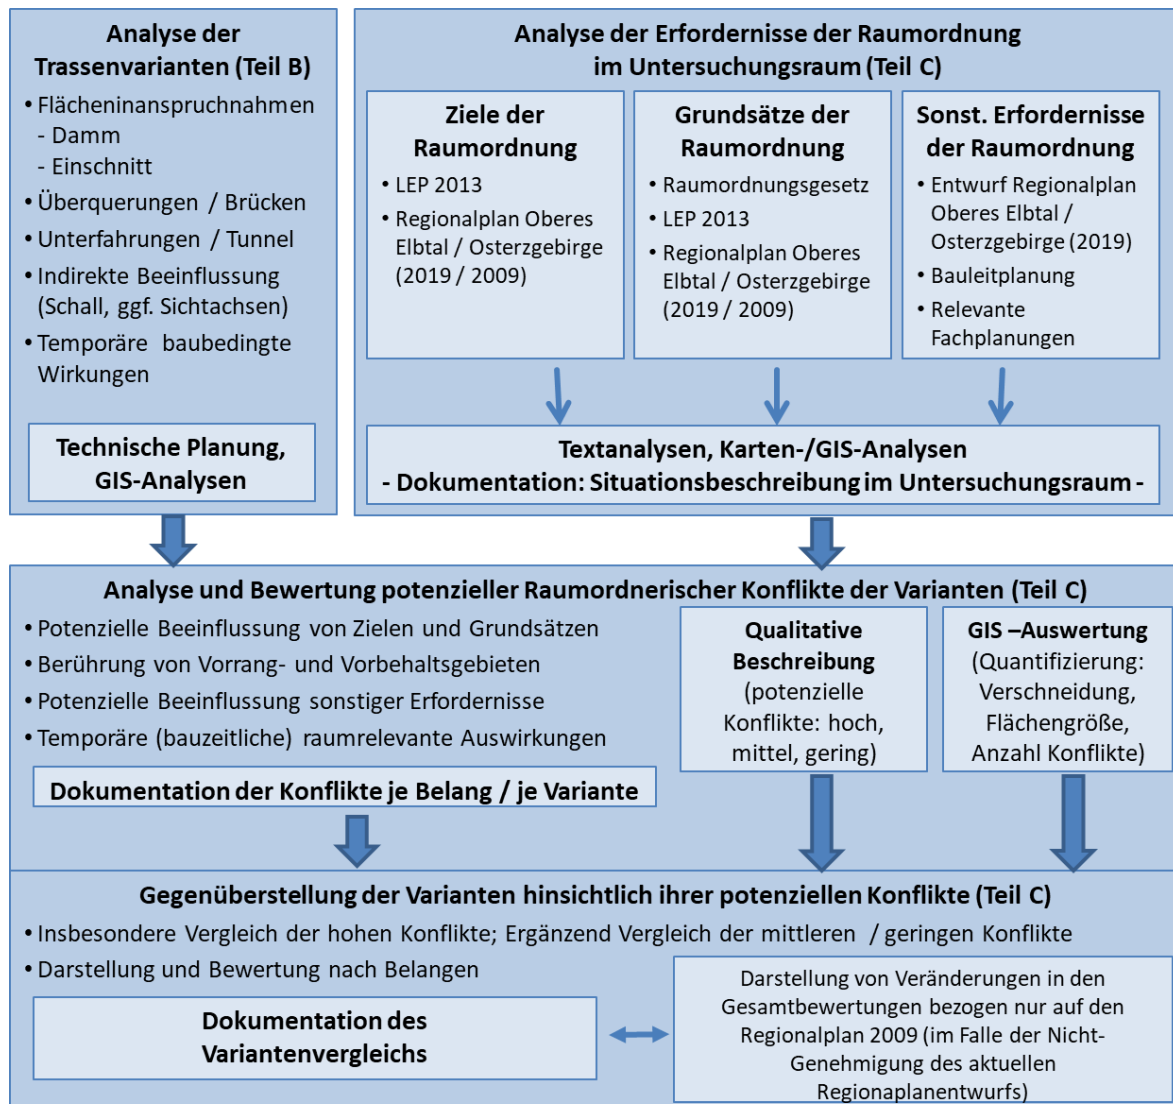 Analyse der
Trassenvarianten (Teil B)
• Flächeninanspruchnahmen
- Damm
- Einschnitt
• Überquerungen / Brücken
• Unterfahrungen / Tunnel
• Indirekte Beeinflussung
(Schall, ggf. Sichtachsen)
• Temporäre baubedingte
Wirkungen
Technische Planung,
GIS-Analysen
Analyse der Erfordernisse der Raumordnung
im Untersuchungsraum (Teil C)
Ziele der
Raumordnung
• LEP 2013
• Regionalplan Oberes
Elbtal / Osterzgebirge
(2019 / 2009)
Grundsätze der
Raumordnung
• Raumordnungsgesetz
• LEP 2013
• Regionalplan Oberes
Elbtal / Osterzgebirge
(2019 / 2009)
Sonst. Erfordernisse
der Raumordnung
• Entwurf Regionalplan
Oberes Elbtal /
Osterzgebirge (2019)
• Bauleitplanung
• Relevante
Fachplanungen
Textanalysen, Karten-/GIS-Analysen
- Dokumentation: Situationsbeschreibung im Untersuchungsraum -
Analyse und Bewertung potenzieller Raumordnerischer Konflikte der Varianten (Teil C)
• Potenzielle Beeinflussung von Zielen und Grundsätzen
• Berührung von Vorrang- und Vorbehaltsgebieten
• Potenzielle Beeinflussung sonstiger Erfordernisse
• Temporäre (bauzeitliche) raumrelevante Auswirkungen
Dokumentation der Konflikte je Belang / je Variante
Qualitative
Beschreibung
(potenzielle
Konflikte: hoch,
mittel, gering)
GIS –Auswertung
(Quantifizierung:
Verschneidung,
Flächengröße,
Anzahl Konflikte)
Gegenüberstellung der Varianten hinsichtlich ihrer potenziellen Konflikte (Teil C)
• Insbesondere Vergleich der hohen Konflikte; Ergänzend Vergleich der mittleren / geringen Konflikte
• Darstellung und Bewertung nach Belangen
Dokumentation des
Variantenvergleichs
Darstellung von Veränderungen in den
Gesamtbewertungen bezogen nur auf den
Regionalplan 2009 (im Falle der Nicht-
Genehmigung des aktuellen
Regionaplanentwurfs)